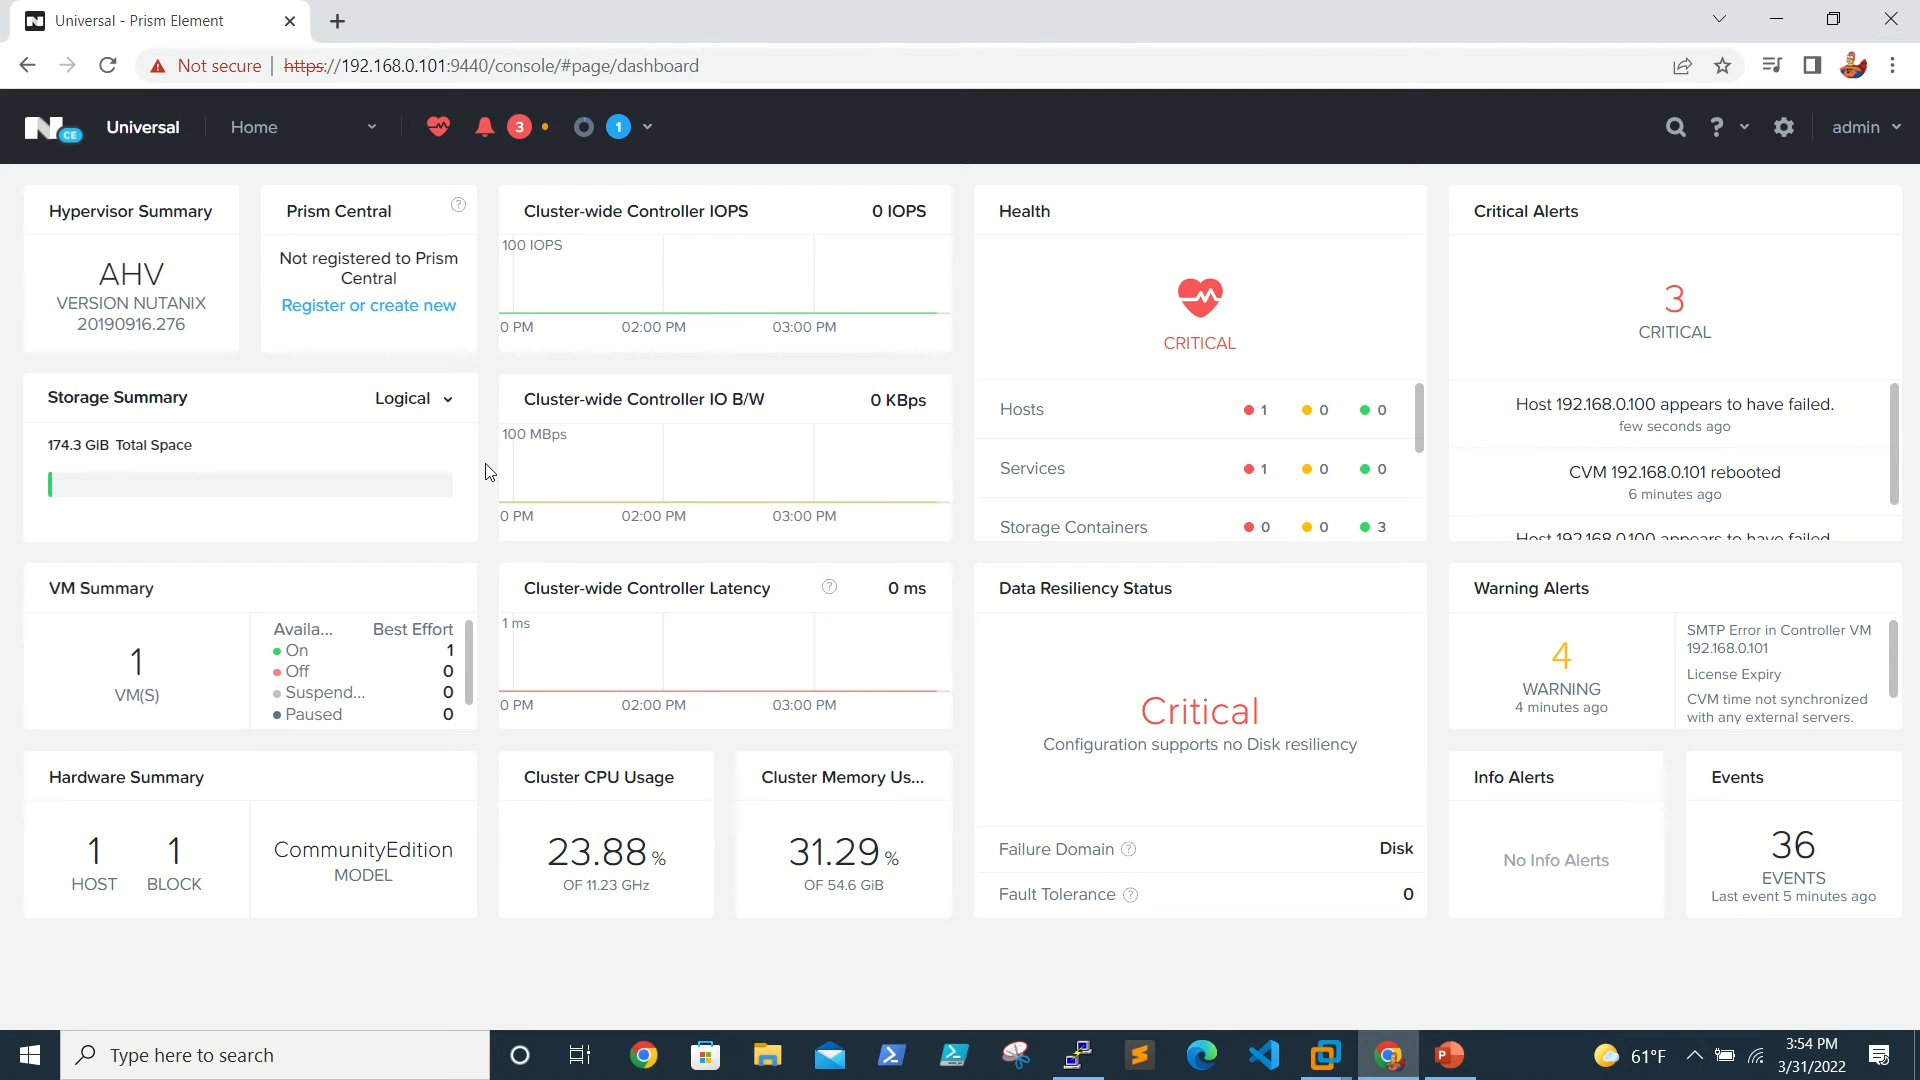 Universal - Prism Element
Not secure
https://192.168.0.101:9440/console/#page/dashboard
CE
Universal
Home
3
1
?
admin
Hypervisor Summary
AHV
VERSION NUTANIX
20190916.276
Prism Central
?
Not registered to Prism
Central
Register or create new
Cluster-wide Controller IOPS
0 IOPS
100 IOPS
0 PM
02:00 PM
03:00 PM
Health
CRITICAL
Hosts
1
0
0
Services
1
0
0
Storage Containers
0
0
3
Critical Alerts
3
CRITICAL
Host 192.168.0.100 appears to have failed.
few seconds ago
CVM 192.168.0.101 rebooted
6 minutes ago
Host 192.168.0.100 appears to have failed.
Storage Summary
Logical
174.3 GiB Total Space
Cluster-wide Controller IO B/W
0 KBps
100 MBps
0 PM
02:00 PM
03:00 PM
VM Summary
1
VM(S)
Availa...
Best Effort
On
1
Off
0
Suspend...
0
Paused
0
Cluster-wide Controller Latency
?
0 ms
1 ms
0 PM
02:00 PM
03:00 PM
Data Resiliency Status
Critical
Configuration supports no Disk resiliency
Failure Domain ?
Disk
Fault Tolerance ?
0
Warning Alerts
4
WARNING
4 minutes ago
SMTP Error in Controller VM
192.168.0.101
License Expiry
CVM time not synchronized
with any external servers.
Hardware Summary
1
HOST
1
BLOCK
CommunityEdition
MODEL
Cluster CPU Usage
23.88 %
OF 11.23 GHz
Cluster Memory Us...
31.29 %
OF 54.6 GiB
Info Alerts
No Info Alerts
Events
36
EVENTS
Last event 5 minutes ago
Type here to search
61°F
3:54 PM
3/31/2022